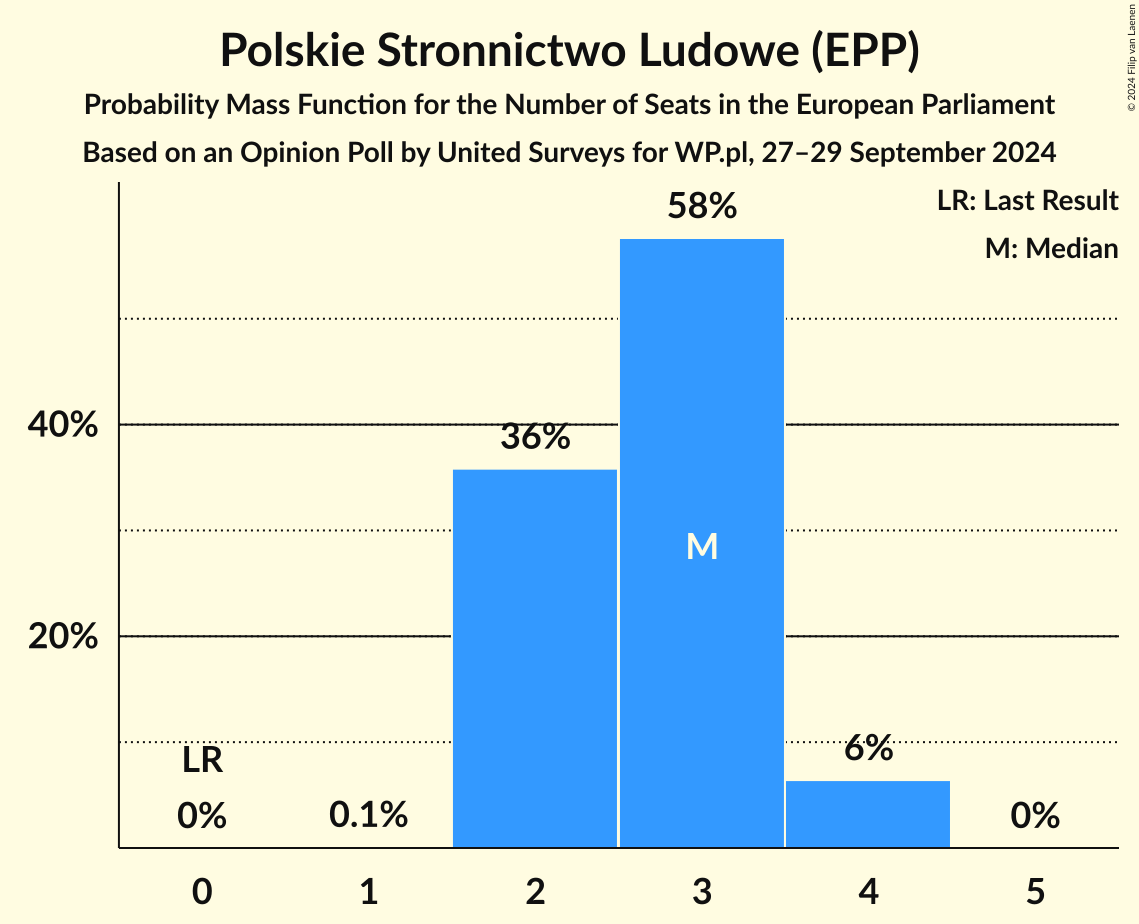 Polskie Stronnictwo Ludowe (EPP)
Probability Mass Function for the Number of Seats in the European Parliament
Based on an Opinion Poll by United Surveys for WP.pl, 27–29 September 2024
© 2024 Filip van Laenen
LR: Last Result
M: Median
58%
40%
36%
M
20%
6%
LR
0%
0.1%
0%
0
1
2
3
4
5